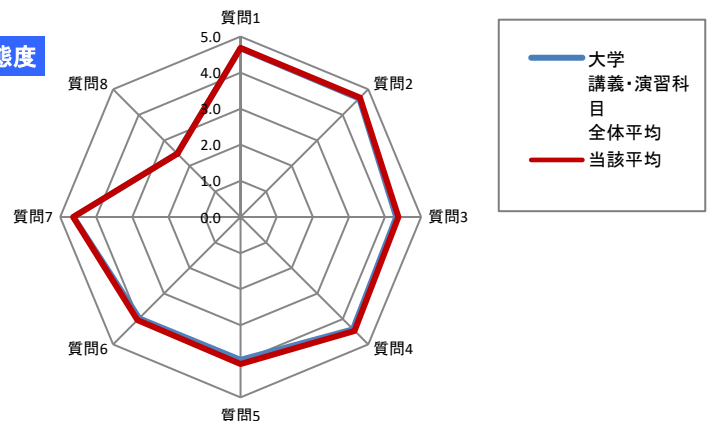 態度
質問1
質問2
質問3
質問4
質問5
質問6
質問7
質問8
5.0
4.0
3.0
2.0
1.0
0.0
大学
講義・演習科
目
全体平均
当該平均